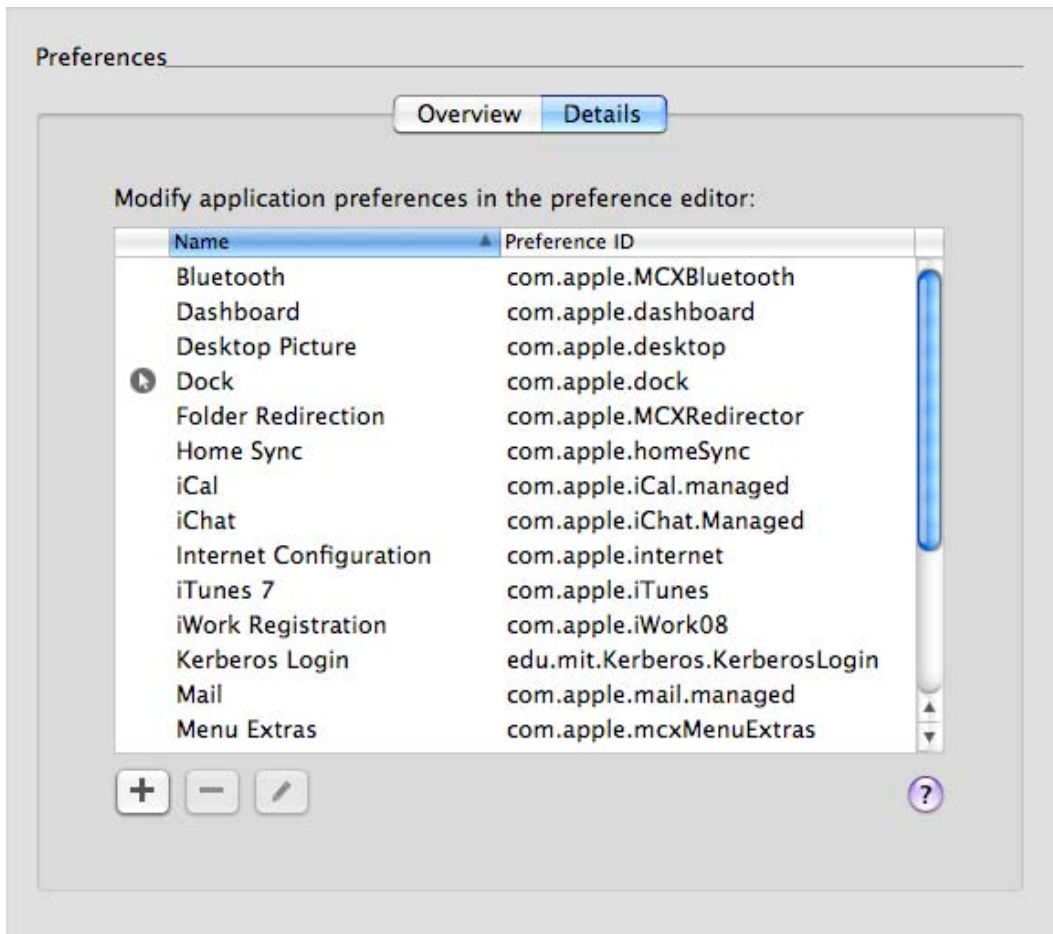 Preferences
Overview Details
Modify application preferences in the preference editor:
Name Preference ID
Bluetooth com.apple.MCXBluetooth
Dashboard com.apple.dashboard
Desktop Picture com.apple.desktop
Dock com.apple.dock
Folder Redirection com.apple.MCXRedirector
Home Sync com.apple.homeSync
iCal com.apple.iCal.managed
iChat com.apple.iChat.Managed
Internet Configuration com.apple.internet
iTunes 7 com.apple.iTunes
iWork Registration com.apple.iWork08
Kerberos Login edu.mit.Kerberos.KerberosLogin
Mail com.apple.mail.managed
Menu Extras com.apple.mcxMenuExtras
?